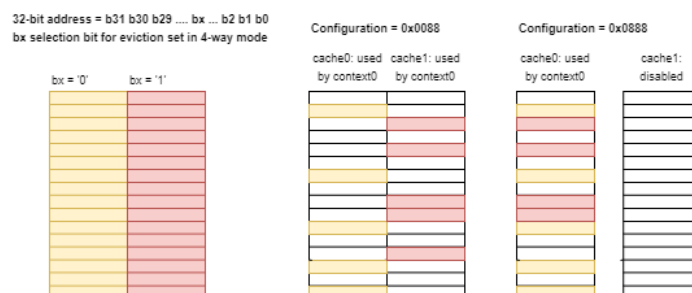 32-bit address = b31 b30 b29 .... bx ... b2 b1 b0
bx selection bit for eviction set in 4-way mode
bx = '0' bx = '1'
Configuration = 0x0088
cache0: used cache1: used
by context0 by context0
Configuration = 0x0888
cache0: used cache1:
by context0 disabled